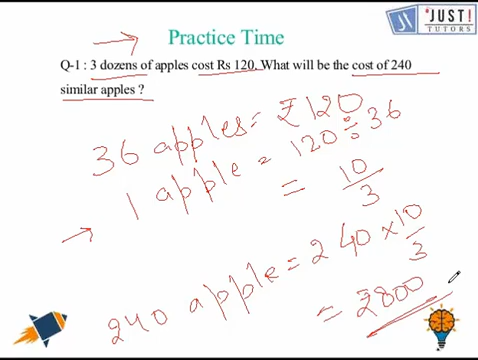 JUST!
TUTORS
Practice Time
Q-1 : 3 dozens of apples cost Rs 120. What will be the cost of 240
similar apples ?
36 apples = ₹120
1 apple = 120 ÷ 36
= 10/3
240 apple = 240 × 10/3
= ₹800